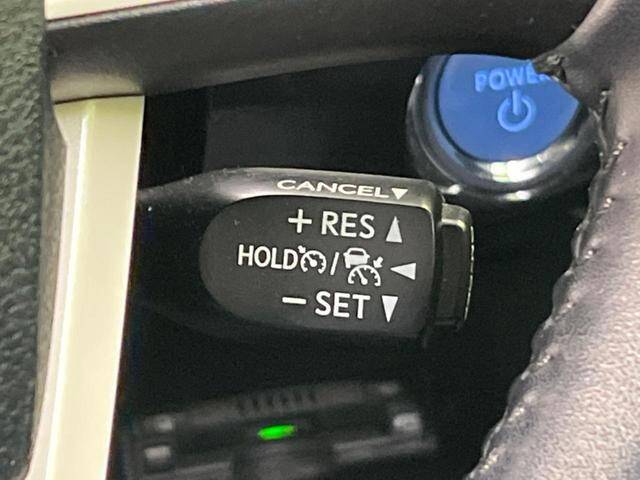 POWER
CANCEL▼
+ RES ▲
HOLD / ◀
− SET ▼